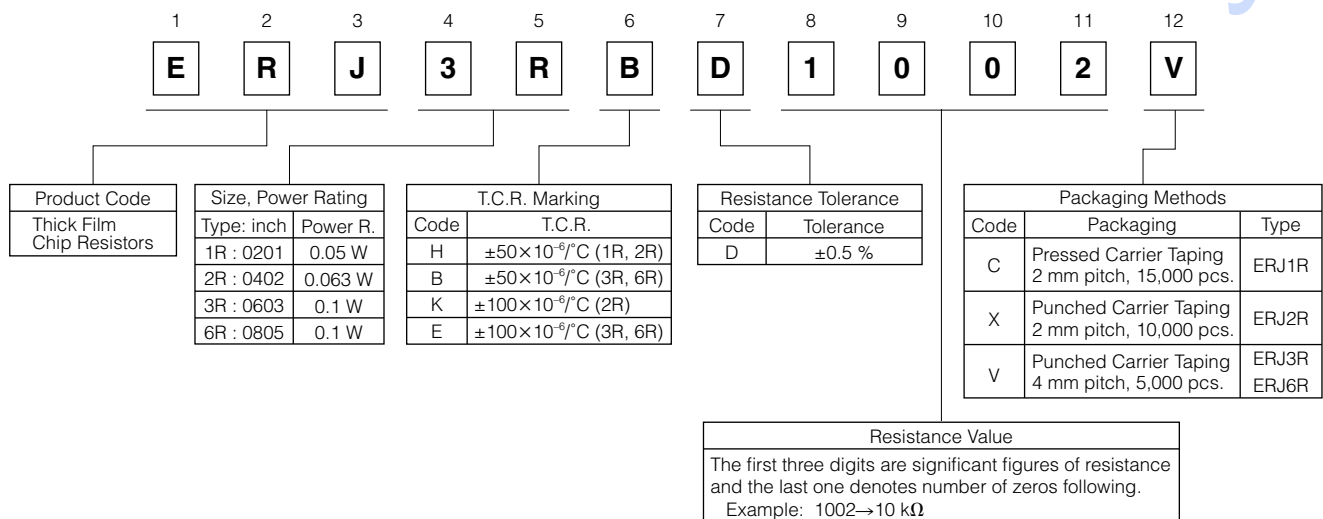 1 2 3 4 5 6 7 8 9 10 11 12
E R J 3 R B D 1 0 0 2 V
Product Code
Thick Film
Chip Resistors
Size, Power Rating
Type: inch Power R.
1R : 0201 0.05 W
2R : 0402 0.063 W
3R : 0603 0.1 W
6R : 0805 0.1 W
T.C.R. Marking
Code T.C.R.
H ±50×10⁻⁶/°C (1R, 2R)
B ±50×10⁻⁶/°C (3R, 6R)
K ±100×10⁻⁶/°C (2R)
E ±100×10⁻⁶/°C (3R, 6R)
Resistance Tolerance
Code Tolerance
D ±0.5 %
Packaging Methods
Code Packaging Type
C Pressed Carrier Taping
2 mm pitch, 15,000 pcs. ERJ1R
X Punched Carrier Taping
2 mm pitch, 10,000 pcs. ERJ2R
V Punched Carrier Taping ERJ3R
4 mm pitch, 5,000 pcs. ERJ6R
Resistance Value
The first three digits are significant figures of resistance
and the last one denotes number of zeros following.
Example: 1002→10 kΩ